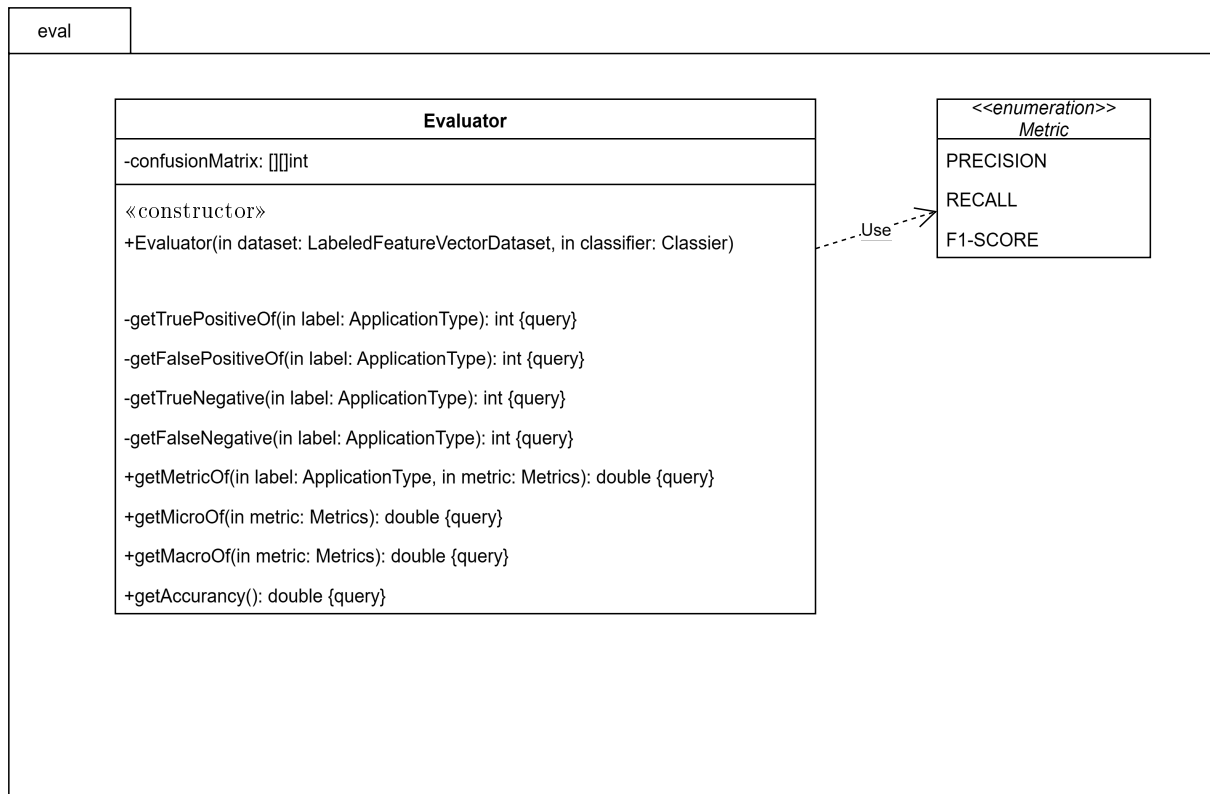 eval
Evaluator
-confusionMatrix: [][]int
«constructor»
+Evaluator(in dataset: LabeledFeatureVectorDataset, in classifier: Classier)
-getTruePositiveOf(in label: ApplicationType): int {query}
-getFalsePositiveOf(in label: ApplicationType): int {query}
-getTrueNegative(in label: ApplicationType): int {query}
-getFalseNegative(in label: ApplicationType): int {query}
+getMetricOf(in label: ApplicationType, in metric: Metrics): double {query}
+getMicroOf(in metric: Metrics): double {query}
+getMacroOf(in metric: Metrics): double {query}
+getAccurancy(): double {query}
Use
<<enumeration>>
Metric
PRECISION
RECALL
F1-SCORE